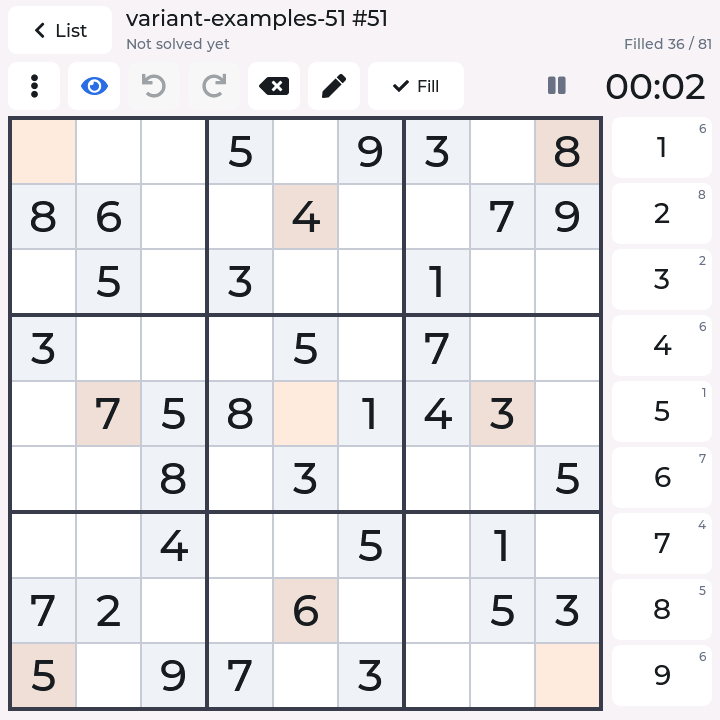 List
variant-examples-51 #51
Not solved yet
Filled 36 / 81
Fill
00:02
5 9 3 8
8 6 4 7 9
5 3 1
3 5 7
7 5 8 1 4 3
8 3 5
4 5 1
7 2 6 5 3
5 9 7 3
1 6
2 8
3 2
4 6
5 1
6 7
7 4
8 5
9 6